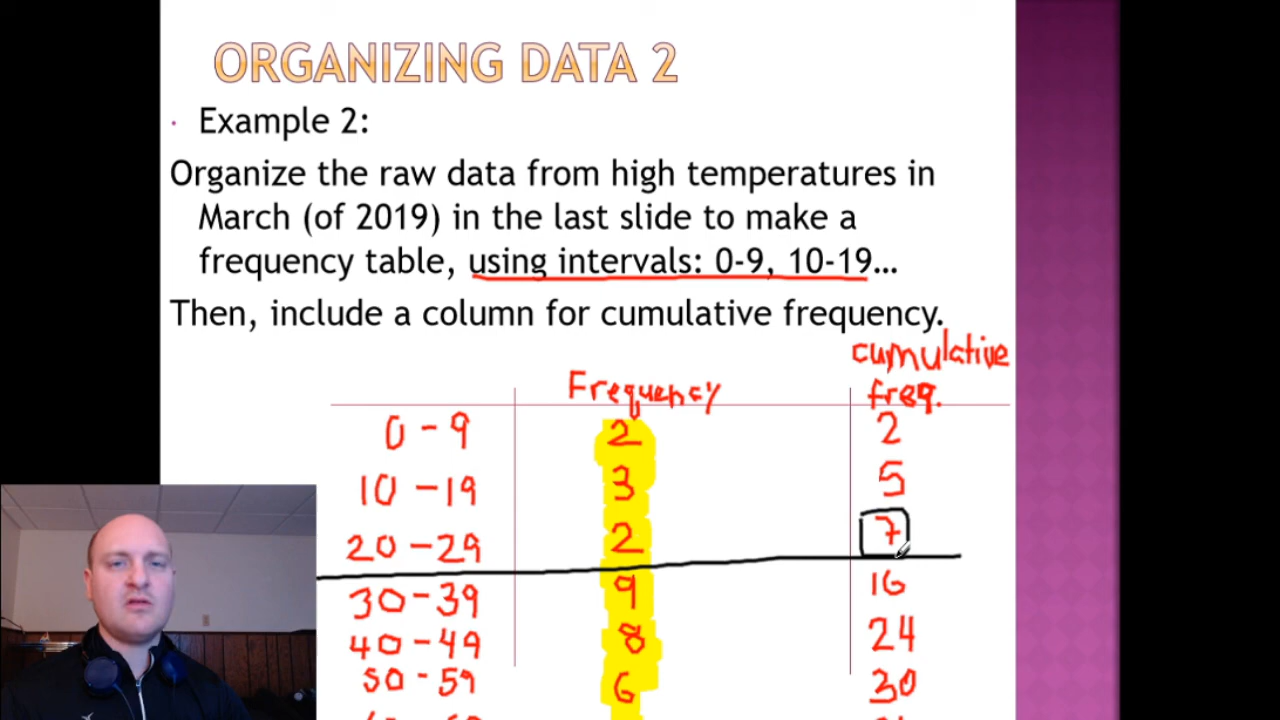 ORGANIZING DATA 2
· Example 2:
Organize the raw data from high temperatures in
March (of 2019) in the last slide to make a
frequency table, using intervals: 0-9, 10-19…
Then, include a column for cumulative frequency.
Frequency cumulative freq.
0-9 2 2
10-19 3 5
20-29 2 7
30-39 9 16
40-49 8 24
50-59 6 30